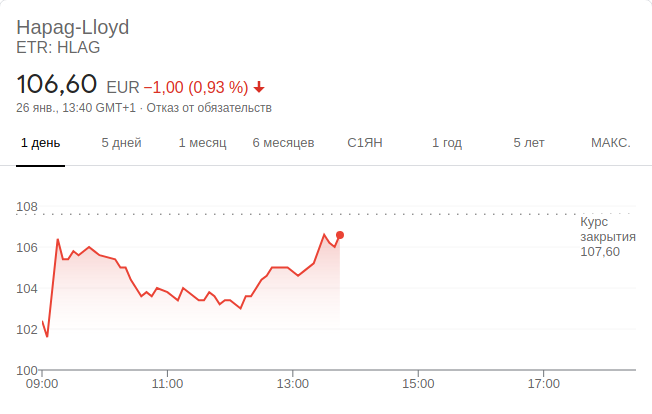 Hapag-Lloyd
ETR: HLAG
106,60 EUR −1,00 (0,93 %)
26 янв., 13:40 GMT+1 · Отказ от обязательств
1 день 5 дней 1 месяц 6 месяцев С1ЯН 1 год 5 лет МАКС.
108
Курс
закрытия
107,60
106
104
102
100
09:00 11:00 13:00 15:00 17:00